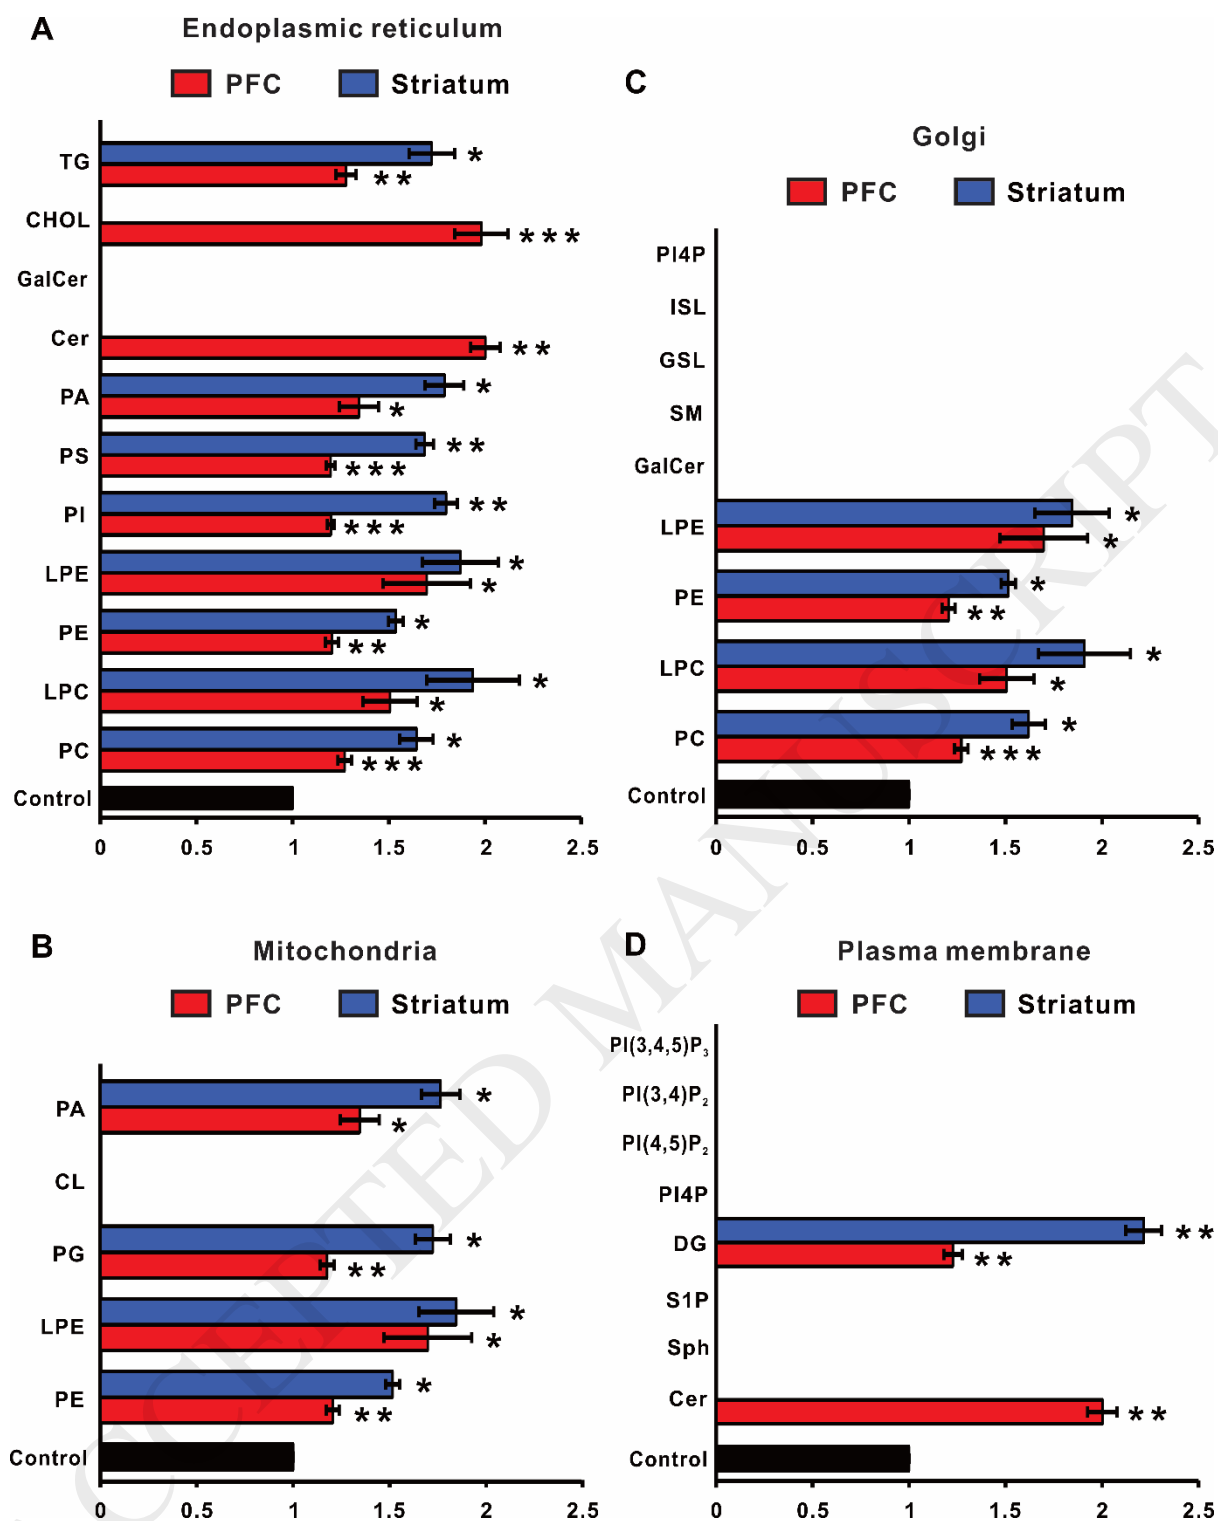 A
Endoplasmic reticulum
PFC Striatum
TG * **
CHOL ***
GalCer
Cer **
PA * *
PS ** ***
PI ** ***
LPE * *
PE * **
LPC * *
PC * ***
Control
0 0.5 1 1.5 2 2.5
C
Golgi
PFC Striatum
PI4P
ISL
GSL
SM
GalCer
LPE * *
PE * **
LPC * *
PC * ***
Control
0 0.5 1 1.5 2 2.5
B
Mitochondria
PFC Striatum
PA * *
CL
PG * **
LPE * *
PE * **
Control
0 0.5 1 1.5 2 2.5
D
Plasma membrane
PFC Striatum
PI(3,4,5)P₃
PI(3,4)P₂
PI(4,5)P₂
PI4P
DG ** **
S1P
Sph
Cer **
Control
0 0.5 1 1.5 2 2.5
CCEPTED MANUSCRIPT